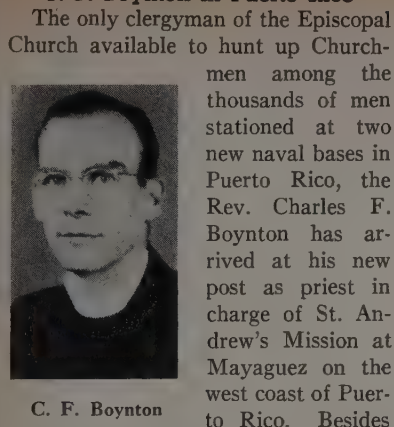 The only clergyman of the Episcopal
Church available to hunt up Church-
men among the
thousands of men
stationed at two
new naval bases in
Puerto Rico, the
Rev. Charles F.
Boynton has ar-
rived at his new
post as priest in
charge of St. An-
drew's Mission at
Mayaguez on the
west coast of Puer-
to Rico. Besides
C. F. Boynton